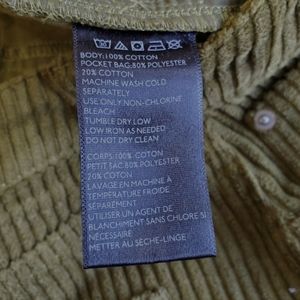 BODY:100% COTTON
POCKET BAG:80% POLYESTER
20% COTTON
MACHINE WASH COLD
SEPARATELY
USE ONLY NON-CHLORINE
BLEACH
TUMBLE DRY LOW
LOW IRON AS NEEDED
DO NOT DRY CLEAN
CORPS:100% COTON
PETIT SAC:80% POLYESTER
20% COTON
LAVAGE EN MACHINE À
TEMPÉRATURE FROIDE
SÉPARÉMENT
UTILISER UN AGENT DE
BLANCHIMENT SANS CHLORE SI
NÉCESSAIRE
METTER AU SÈCHE-LINGE